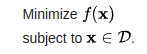 Minimize f(x)
subject to x ∈ 𝒟.